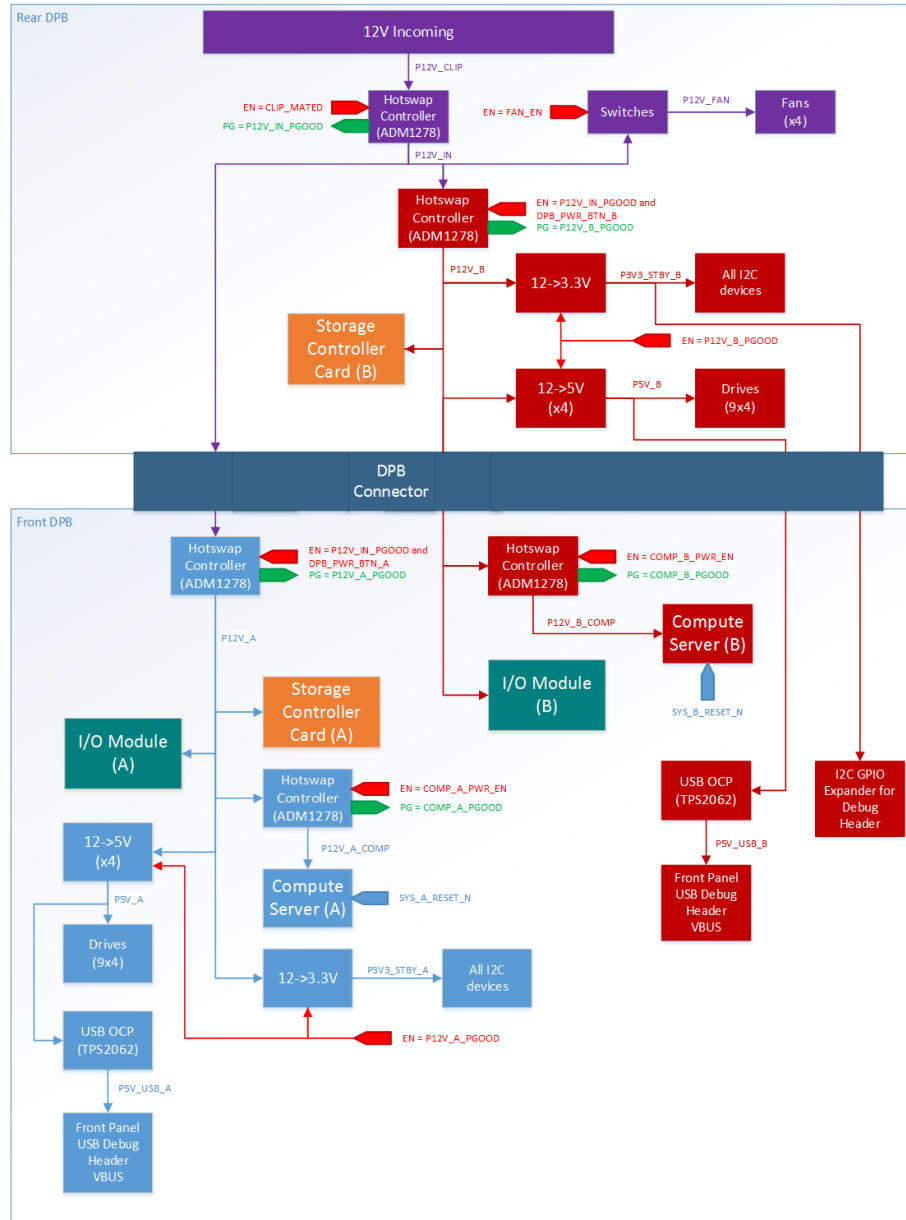 Rear DPB
12V Incoming
P12V_CLIP
EN = CLIP_MATED
PG = P12V_IN_PGOOD
Hotswap
Controller
(ADM1278)
EN = FAN_EN
Switches
P12V_FAN
Fans
(x4)
P12V_IN
Hotswap
Controller
(ADM1278)
EN = P12V_IN_PGOOD and
DPB_PWR_BTN_B
PG = P12V_B_PGOOD
P12V_B
12->3.3V
P3V3_STBY_B
All I2C
devices
Storage
Controller
Card (B)
EN = P12V_B_PGOOD
12->5V
(x4)
P5V_B
Drives
(9x4)
DPB
Connector
Front DPB
Hotswap
Controller
(ADM1278)
EN = P12V_IN_PGOOD and
DPB_PWR_BTN_A
PG = P12V_A_PGOOD
Hotswap
Controller
(ADM1278)
EN = COMP_B_PWR_EN
PG = COMP_B_PGOOD
P12V_B_COMP
Compute
Server (B)
P12V_A
I/O Module
(B)
SYS_B_RESET_N
Storage
Controller
Card (A)
I/O Module
(A)
Hotswap
Controller
(ADM1278)
EN = COMP_A_PWR_EN
PG = COMP_A_PGOOD
USB OCP
(TPS2062)
I2C GPIO
Expander for
Debug
Header
P12V_A_COMP
12->5V
(x4)
P5V_USB_B
Compute
Server (A)
SYS_A_RESET_N
Front Panel
USB Debug
Header
VBUS
P5V_A
Drives
(9x4)
12->3.3V
P3V3_STBY_A
All I2C
devices
USB OCP
(TPS2062)
EN = P12V_A_PGOOD
P5V_USB_A
Front Panel
USB Debug
Header
VBUS